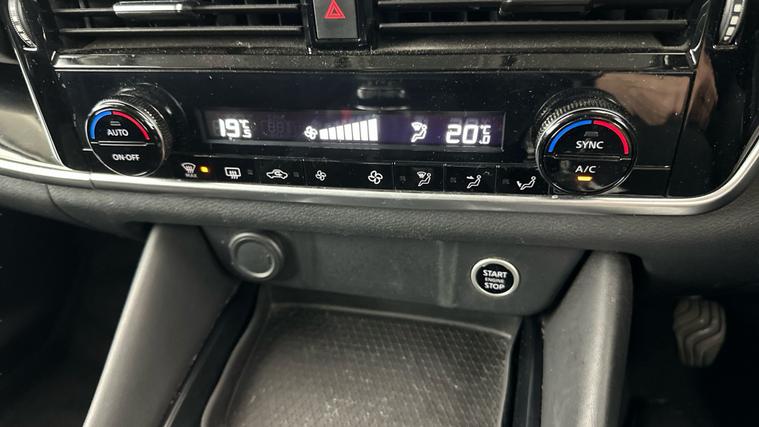 19.5°C
20.0°C
AUTO
ON·OFF
SYNC
A/C
MAX
START
ENGINE
STOP